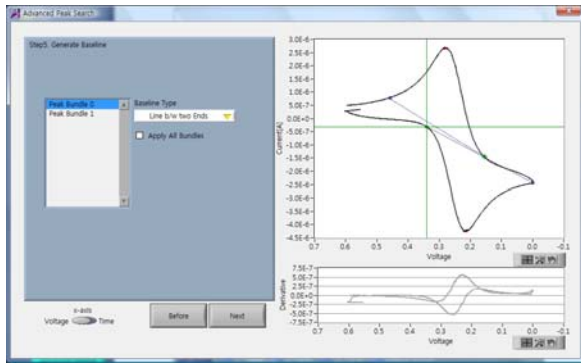 Advanced Peak Search
Step5. Generate Baseline
Peak Bundle 0
Peak Bundle 1
Baseline Type
Line b/w two Ends
Apply All Bundles
x-axis
Voltage
Time
Before
Next
Current[A]
3.0E-6
2.5E-6
2.0E-6
1.5E-6
1.0E-6
5.0E-7
0.0E+0
-5.0E-7
-1.0E-6
-1.5E-6
-2.0E-6
-2.5E-6
-3.0E-6
-3.5E-6
-4.0E-6
-4.5E-6
0.7 0.6 0.5 0.4 0.3 0.2 0.1 0.0 -0.1
Voltage
Derivative
7.5E-7
5.0E-7
2.5E-7
0.0E+0
-2.5E-7
-5.0E-7
-7.5E-7
0.7 0.6 0.5 0.4 0.3 0.2 0.1 0.0 -0.1
Voltage